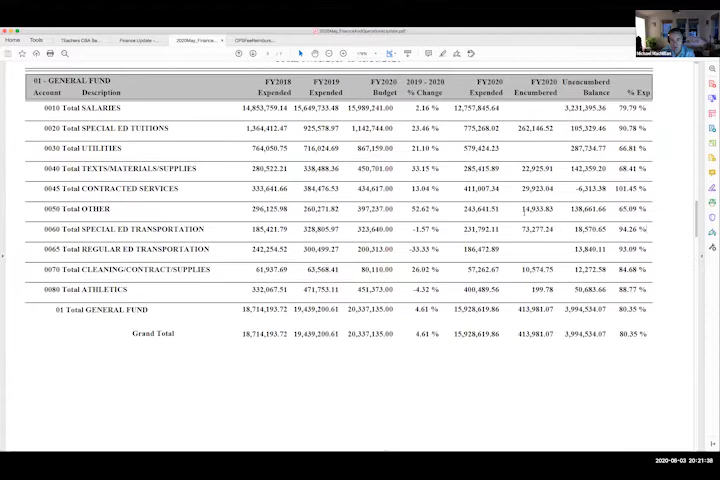 2020May_FinanceAndOperationsUpdate.pdf
Home Tools TEachers CBA Sa... Finance Update -... 2020May_Finance... × CPSFeeReimburs...
Michael MacMillan
01 - GENERAL FUND FY2018 FY2019 FY2020 2019 - 2020 FY2020 FY2020 Unencumbered
Account Description Expended Expended Budget % Change Expended Encumbered Balance % Exp
0010 Total SALARIES 14,853,759.14 15,649,733.48 15,989,241.00 2.16 % 12,757,845.64 3,231,395.36 79.79 %
0020 Total SPECIAL ED TUITIONS 1,364,412.47 925,578.97 1,142,744.00 23.46 % 775,268.02 262,146.52 105,329.46 90.78 %
0030 Total UTILITIES 764,050.75 716,024.69 867,159.00 21.10 % 579,424.23 287,734.77 66.81 %
0040 Total TEXTS/MATERIALS/SUPPLIES 280,522.21 338,488.36 450,701.00 33.15 % 285,415.89 22,925.91 142,359.20 68.41 %
0045 Total CONTRACTED SERVICES 333,641.66 384,476.53 434,617.00 13.04 % 411,007.34 29,923.04 -6,313.38 101.45 %
0050 Total OTHER 296,125.98 260,271.82 397,237.00 52.62 % 243,641.51 14,933.83 138,661.66 65.09 %
0060 Total SPECIAL ED TRANSPORTATION 185,421.79 328,805.97 323,640.00 -1.57 % 231,792.11 73,277.24 18,570.65 94.26 %
0065 Total REGULAR ED TRANSPORTATION 242,254.52 300,499.27 200,313.00 -33.33 % 186,472.89 13,840.11 93.09 %
0070 Total CLEANING/CONTRACT/SUPPLIES 61,937.69 63,568.41 80,110.00 26.02 % 57,262.67 10,574.75 12,272.58 84.68 %
0080 Total ATHLETICS 332,067.51 471,753.11 451,373.00 -4.32 % 400,489.56 199.78 50,683.66 88.77 %
01 Total GENERAL FUND 18,714,193.72 19,439,200.61 20,337,135.00 4.61 % 15,928,619.86 413,981.07 3,994,534.07 80.35 %
Grand Total 18,714,193.72 19,439,200.61 20,337,135.00 4.61 % 15,928,619.86 413,981.07 3,994,534.07 80.35 %
2020-06-03 20:21:38